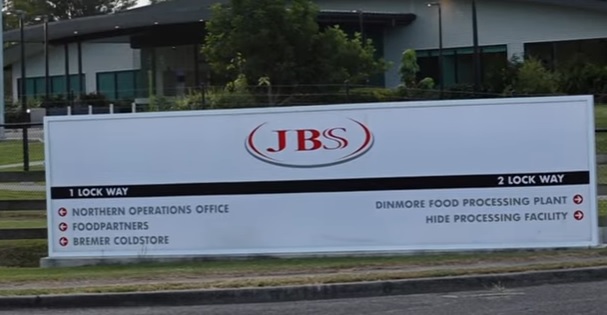 JBS
1 LOCK WAY
2 LOCK WAY
NORTHERN OPERATIONS OFFICE
FOODPARTNERS
BREMER COLDSTORE
DINMORE FOOD PROCESSING PLANT
HIDE PROCESSING FACILITY